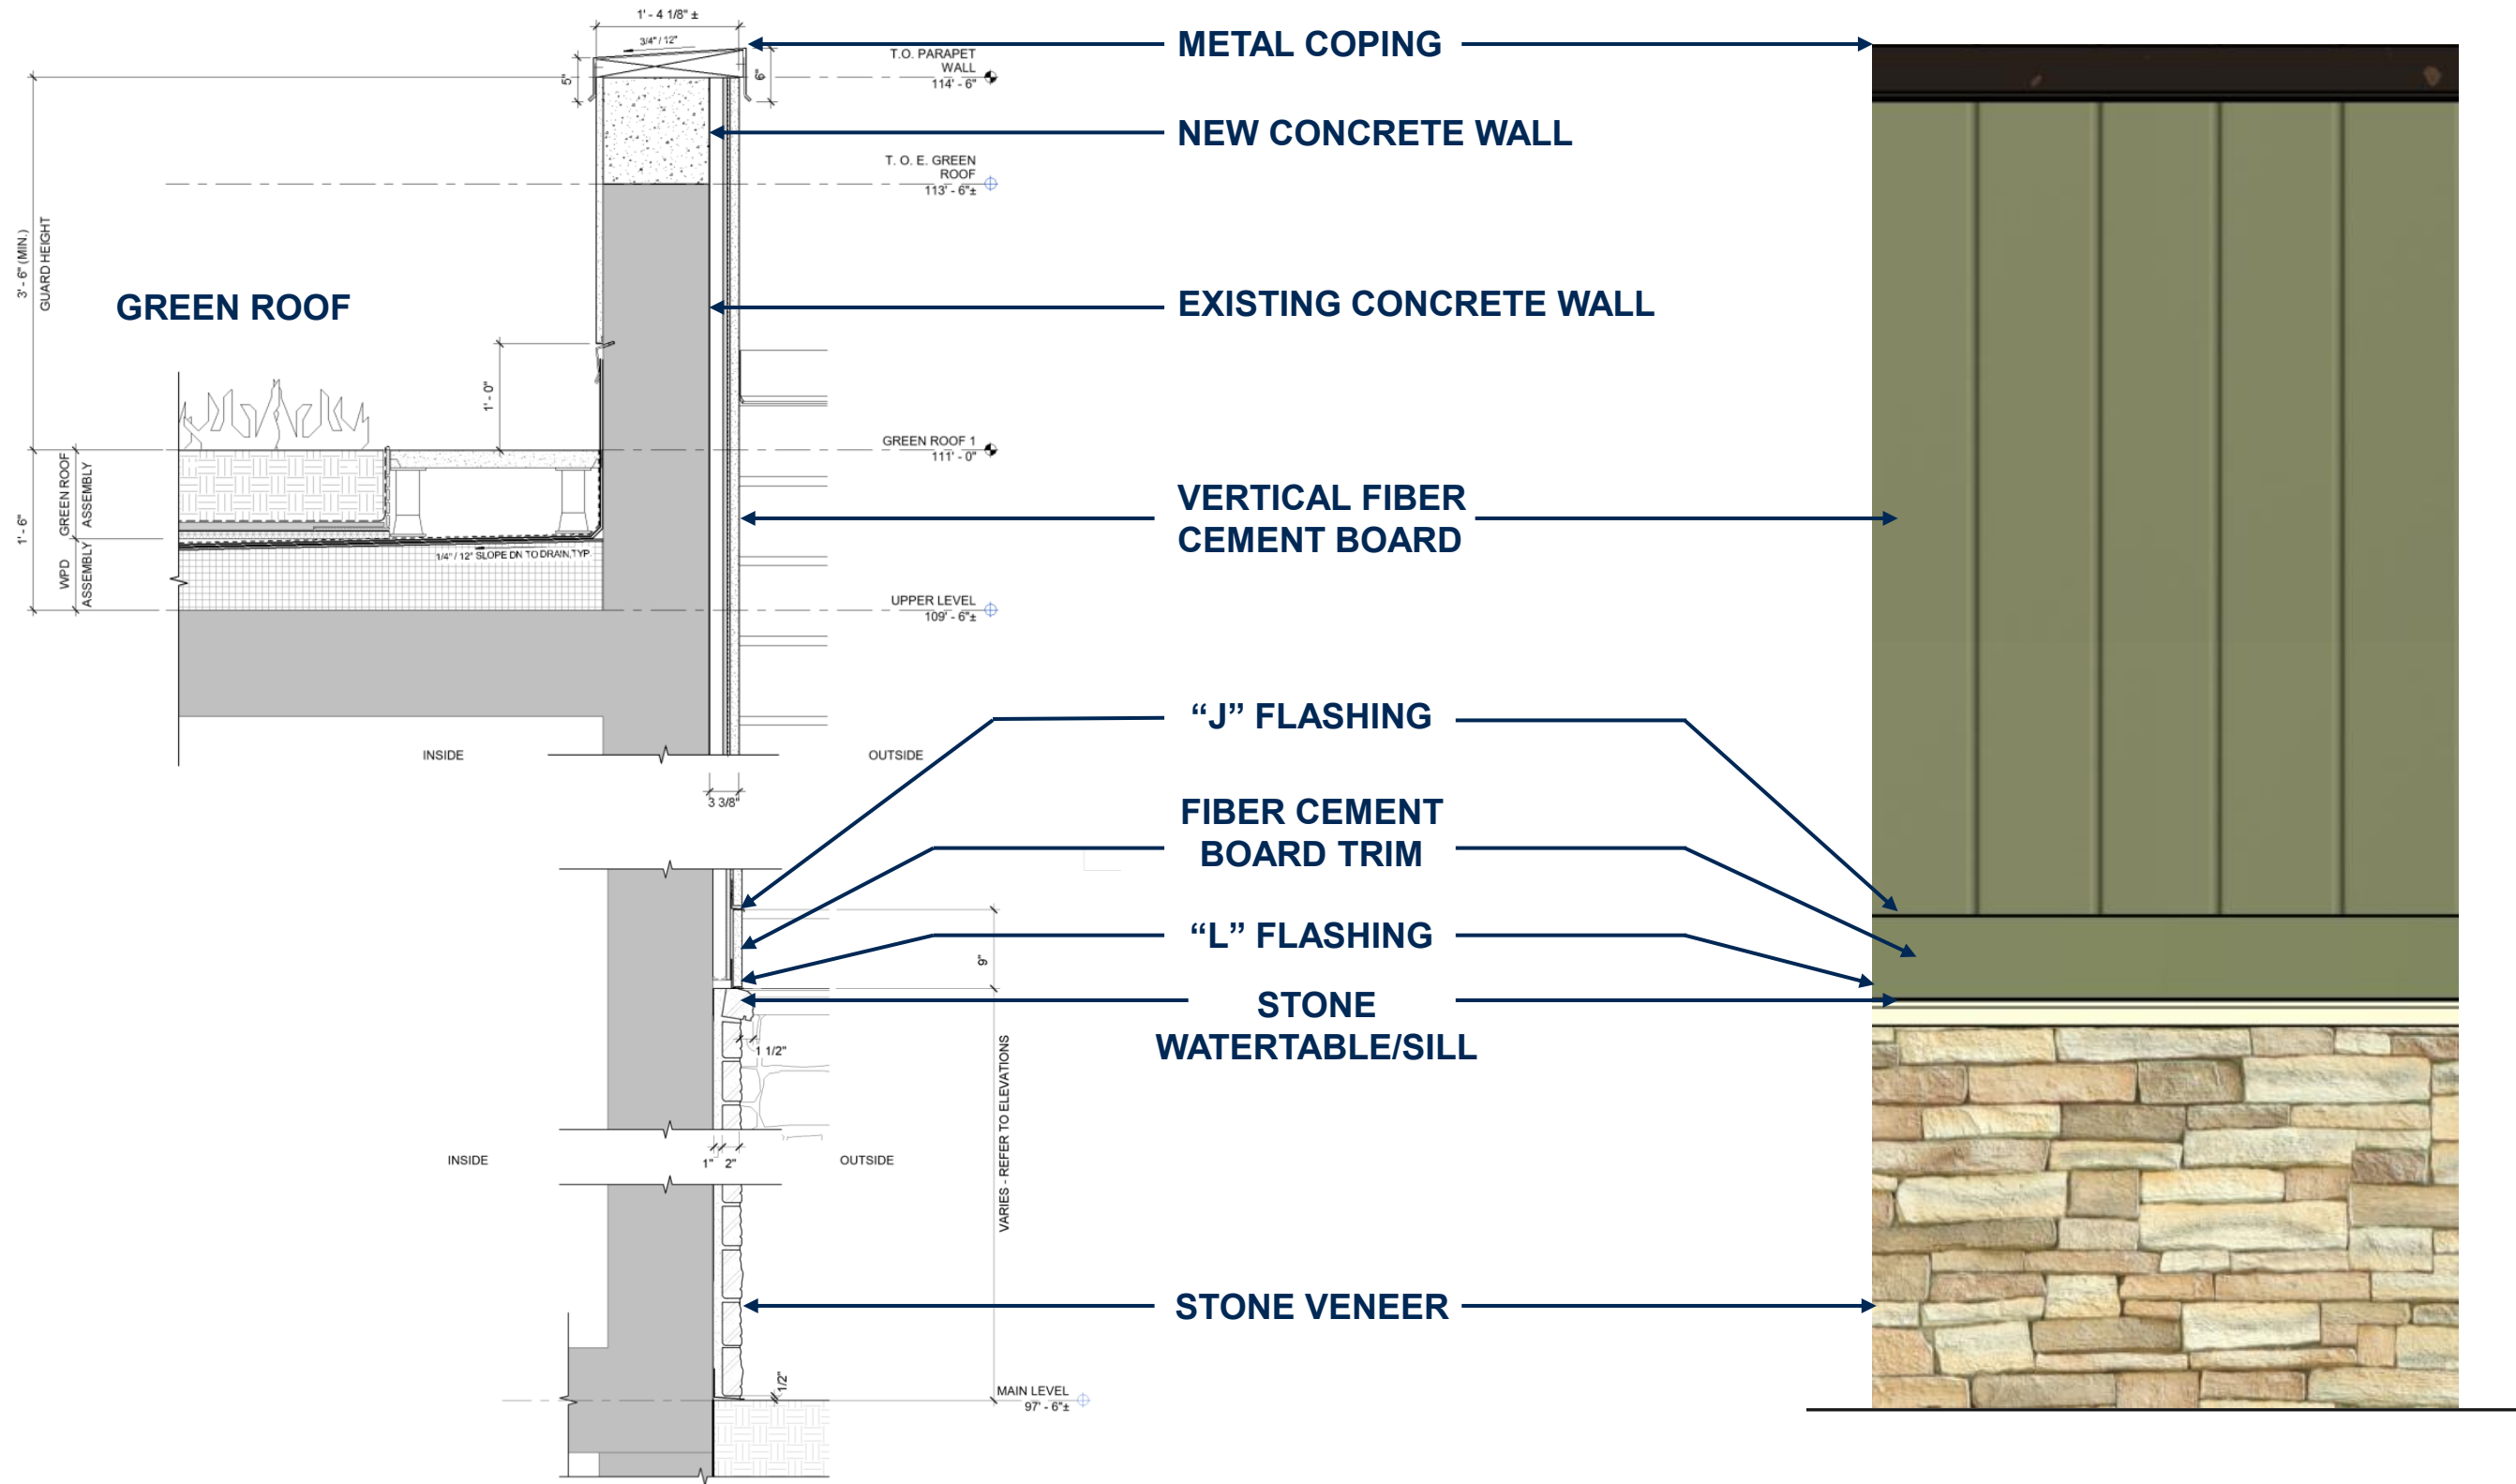 1' - 4 1/8" ±
3/4" / 12"
5"
6"
T.O. PARAPET
WALL
114' - 6"
METAL COPING
NEW CONCRETE WALL
T. O. E. GREEN
ROOF
113' - 6"±
3' - 6" (MIN.)
GUARD HEIGHT
GREEN ROOF
EXISTING CONCRETE WALL
1' - 0"
GREEN ROOF 1
111' - 0"
1' - 6"
GREEN ROOF
ASSEMBLY
WPD
ASSEMBLY
1/4" / 12" SLOPE DN TO DRAIN, TYP.
VERTICAL FIBER
CEMENT BOARD
UPPER LEVEL
109' - 6"±
INSIDE
OUTSIDE
3 3/8"
“J” FLASHING
FIBER CEMENT
BOARD TRIM
“L” FLASHING
9"
STONE
WATERTABLE/SILL
1 1/2"
VARIES - REFER TO ELEVATIONS
INSIDE
1"
2"
OUTSIDE
STONE VENEER
1/2"
MAIN LEVEL
97' - 6"±